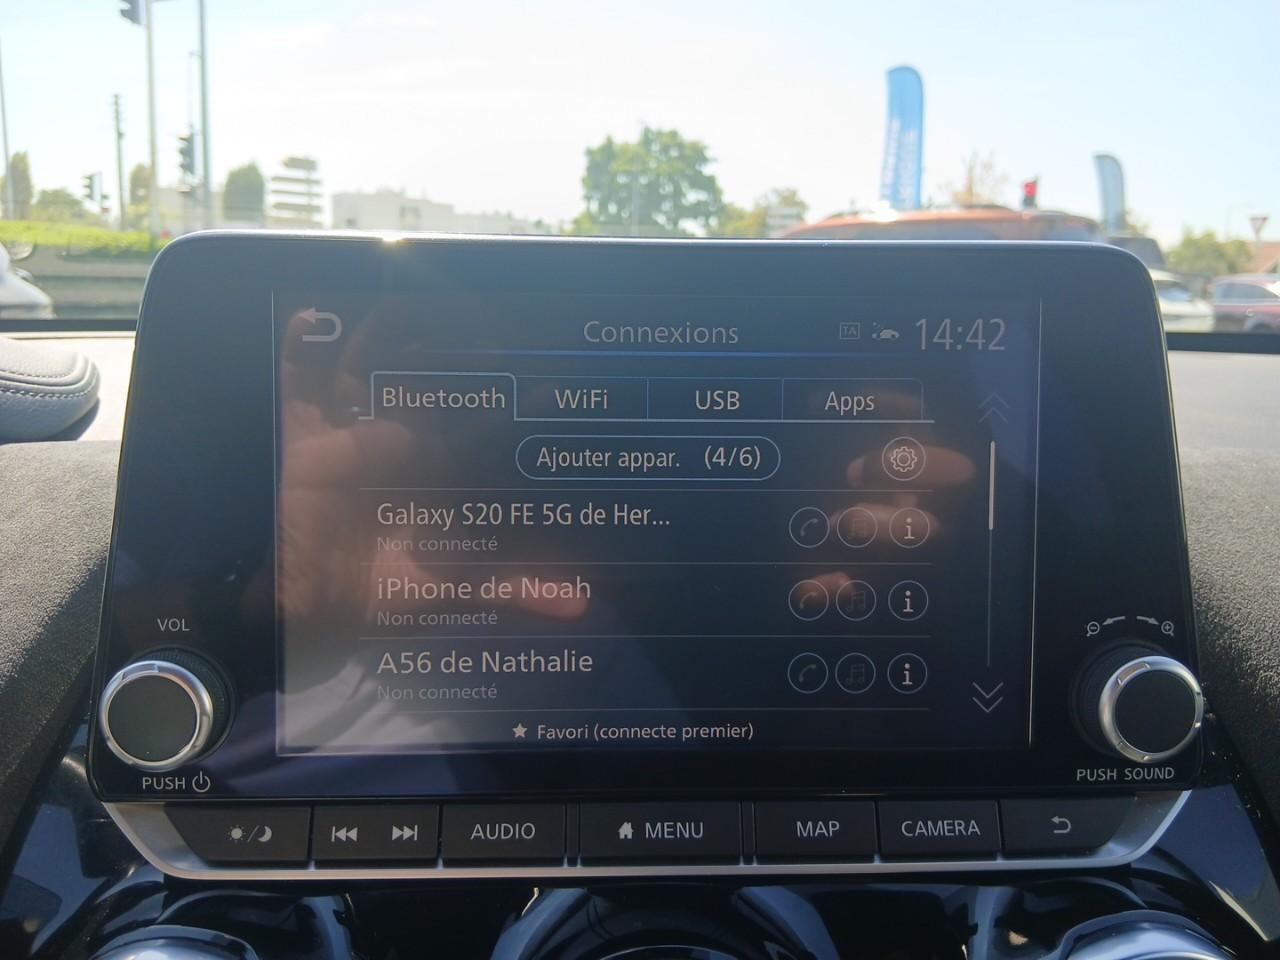 Connexions
TA
14:42
Bluetooth
WiFi
USB
Apps
Ajouter appar. (4/6)
Galaxy S20 FE 5G de Her...
Non connecté
iPhone de Noah
Non connecté
A56 de Nathalie
Non connecté
Favori (connecte premier)
VOL
PUSH
PUSH SOUND
AUDIO
MENU
MAP
CAMERA